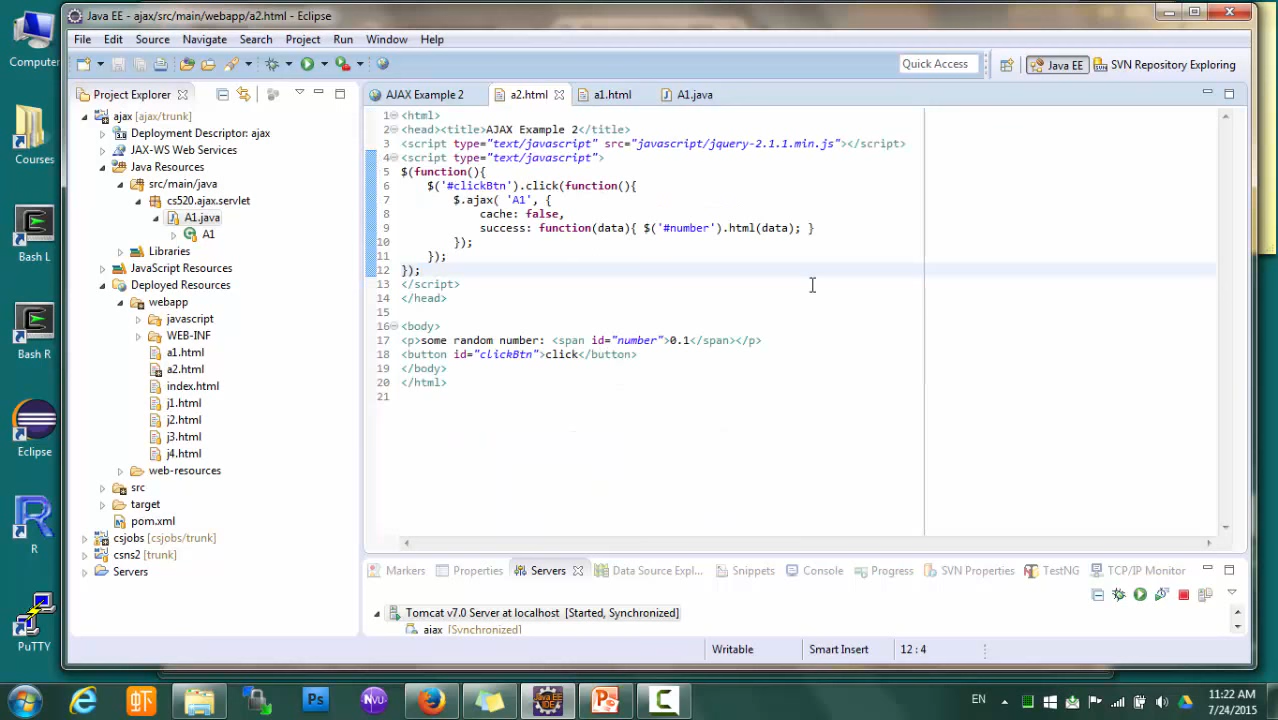 Java EE - ajax/src/main/webapp/a2.html - Eclipse
File Edit Source Navigate Search Project Run Window Help
Quick Access
Java EE
SVN Repository Exploring
Computer
Courses
Bash L
Bash R
Eclipse
R
PuTTY
Project Explorer
ajax [ajax/trunk]
Deployment Descriptor: ajax
JAX-WS Web Services
Java Resources
src/main/java
cs520.ajax.servlet
A1.java
A1
Libraries
JavaScript Resources
Deployed Resources
webapp
javascript
WEB-INF
a1.html
a2.html
index.html
j1.html
j2.html
j3.html
j4.html
web-resources
src
target
pom.xml
csjobs [csjobs/trunk]
csns2 [trunk]
Servers
AJAX Example 2
a2.html
a1.html
A1.java
1 <html>
2 <head><title>AJAX Example 2</title>
3 <script type="text/javascript" src="javascript/jquery-2.1.1.min.js"></script>
4 <script type="text/javascript">
5 $(function(){
6 $('#clickBtn').click(function(){
7 $.ajax( 'A1', {
8 cache: false,
9 success: function(data){ $('#number').html(data); }
10 });
11 });
12 });
13 </script>
14 </head>
15
16 <body>
17 <p>some random number: <span id="number">0.1</span></p>
18 <button id="clickBtn">click</button>
19 </body>
20 </html>
21
Markers
Properties
Servers
Data Source Expl...
Snippets
Console
Progress
SVN Properties
TestNG
TCP/IP Monitor
Tomcat v7.0 Server at localhost [Started, Synchronized]
ajax [Synchronized]
Writable
Smart Insert
12 : 4
EN
11:22 AM
7/24/2015